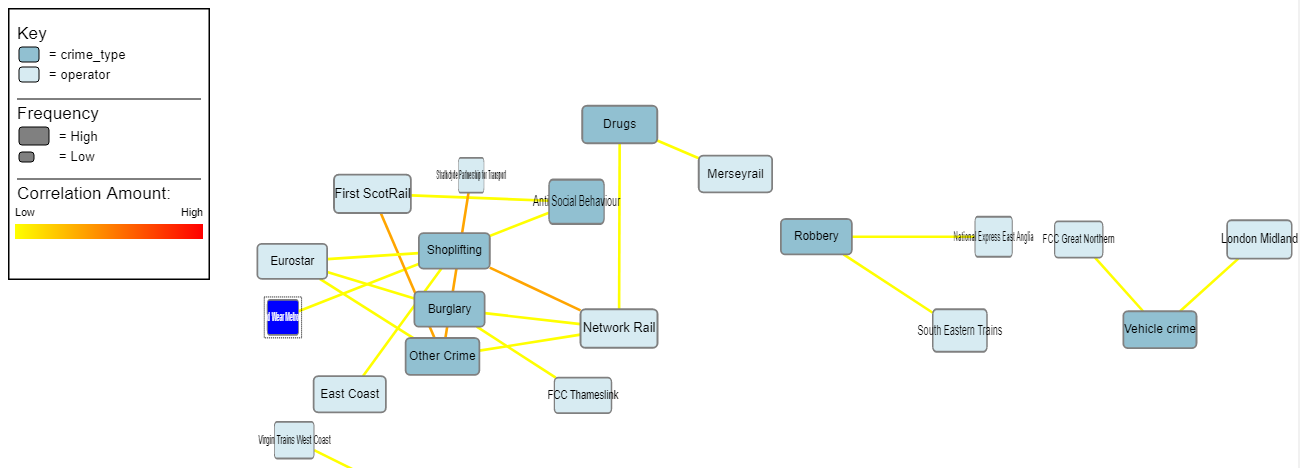 Key
= crime_type
= operator
Frequency
= High
= Low
Correlation Amount:
Low High
Drugs
Merseyrail
Strathclyde Partnership for Transport
First ScotRail
Anti Social Behaviour
Shoplifting
Eurostar
Robbery
National Express East Anglia
FCC Great Northern
London Midland
d Wear Metro
Burglary
Network Rail
South Eastern Trains
Vehicle crime
Other Crime
East Coast
FCC Thameslink
Virgin Trains West Coast